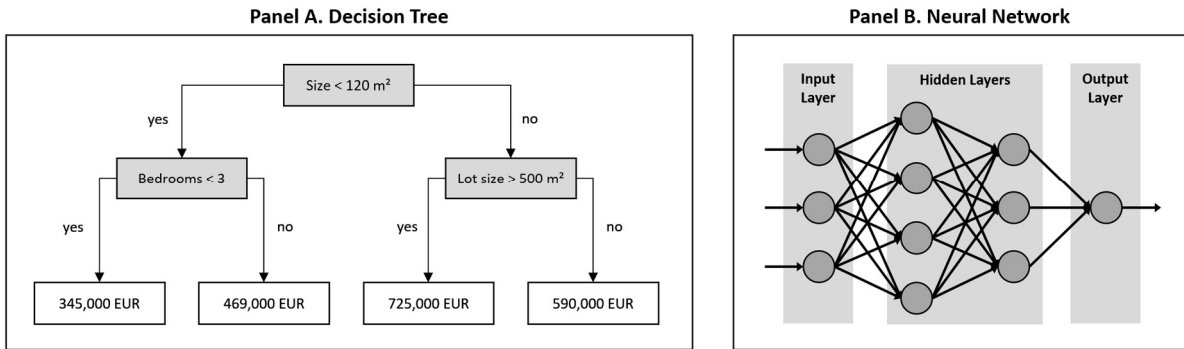 Panel A. Decision Tree
Size < 120 m²
yes
no
Bedrooms < 3
Lot size > 500 m²
yes
no
yes
no
345,000 EUR
469,000 EUR
725,000 EUR
590,000 EUR
Panel B. Neural Network
Input
Layer
Hidden Layers
Output
Layer